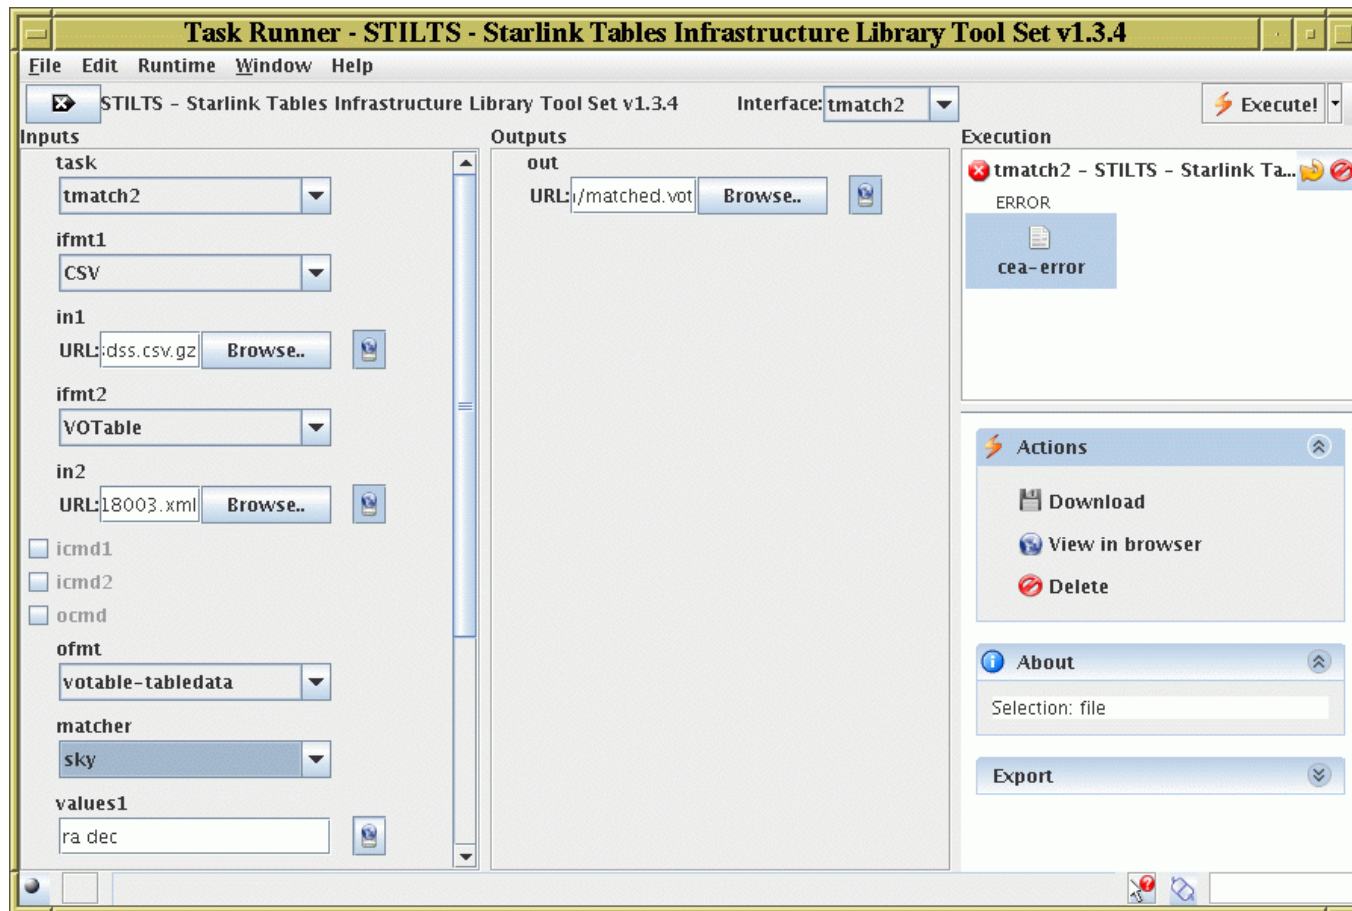 Task Runner - STILTS - Starlink Tables Infrastructure Library Tool Set v1.3.4
File Edit Runtime Window Help
STILTS - Starlink Tables Infrastructure Library Tool Set v1.3.4 Interface: tmatch2 Execute!
Inputs
task
tmatch2
ifmt1
CSV
in1
URL: :dss.csv.gz Browse..
ifmt2
VOTable
in2
URL: 18003.xml Browse..
icmd1
icmd2
ocmd
ofmt
votable-tabledata
matcher
sky
values1
ra dec
Outputs
out
URL: ı/matched.vot Browse..
Execution
tmatch2 - STILTS - Starlink Ta...
ERROR
cea-error
Actions
Download
View in browser
Delete
About
Selection: file
Export